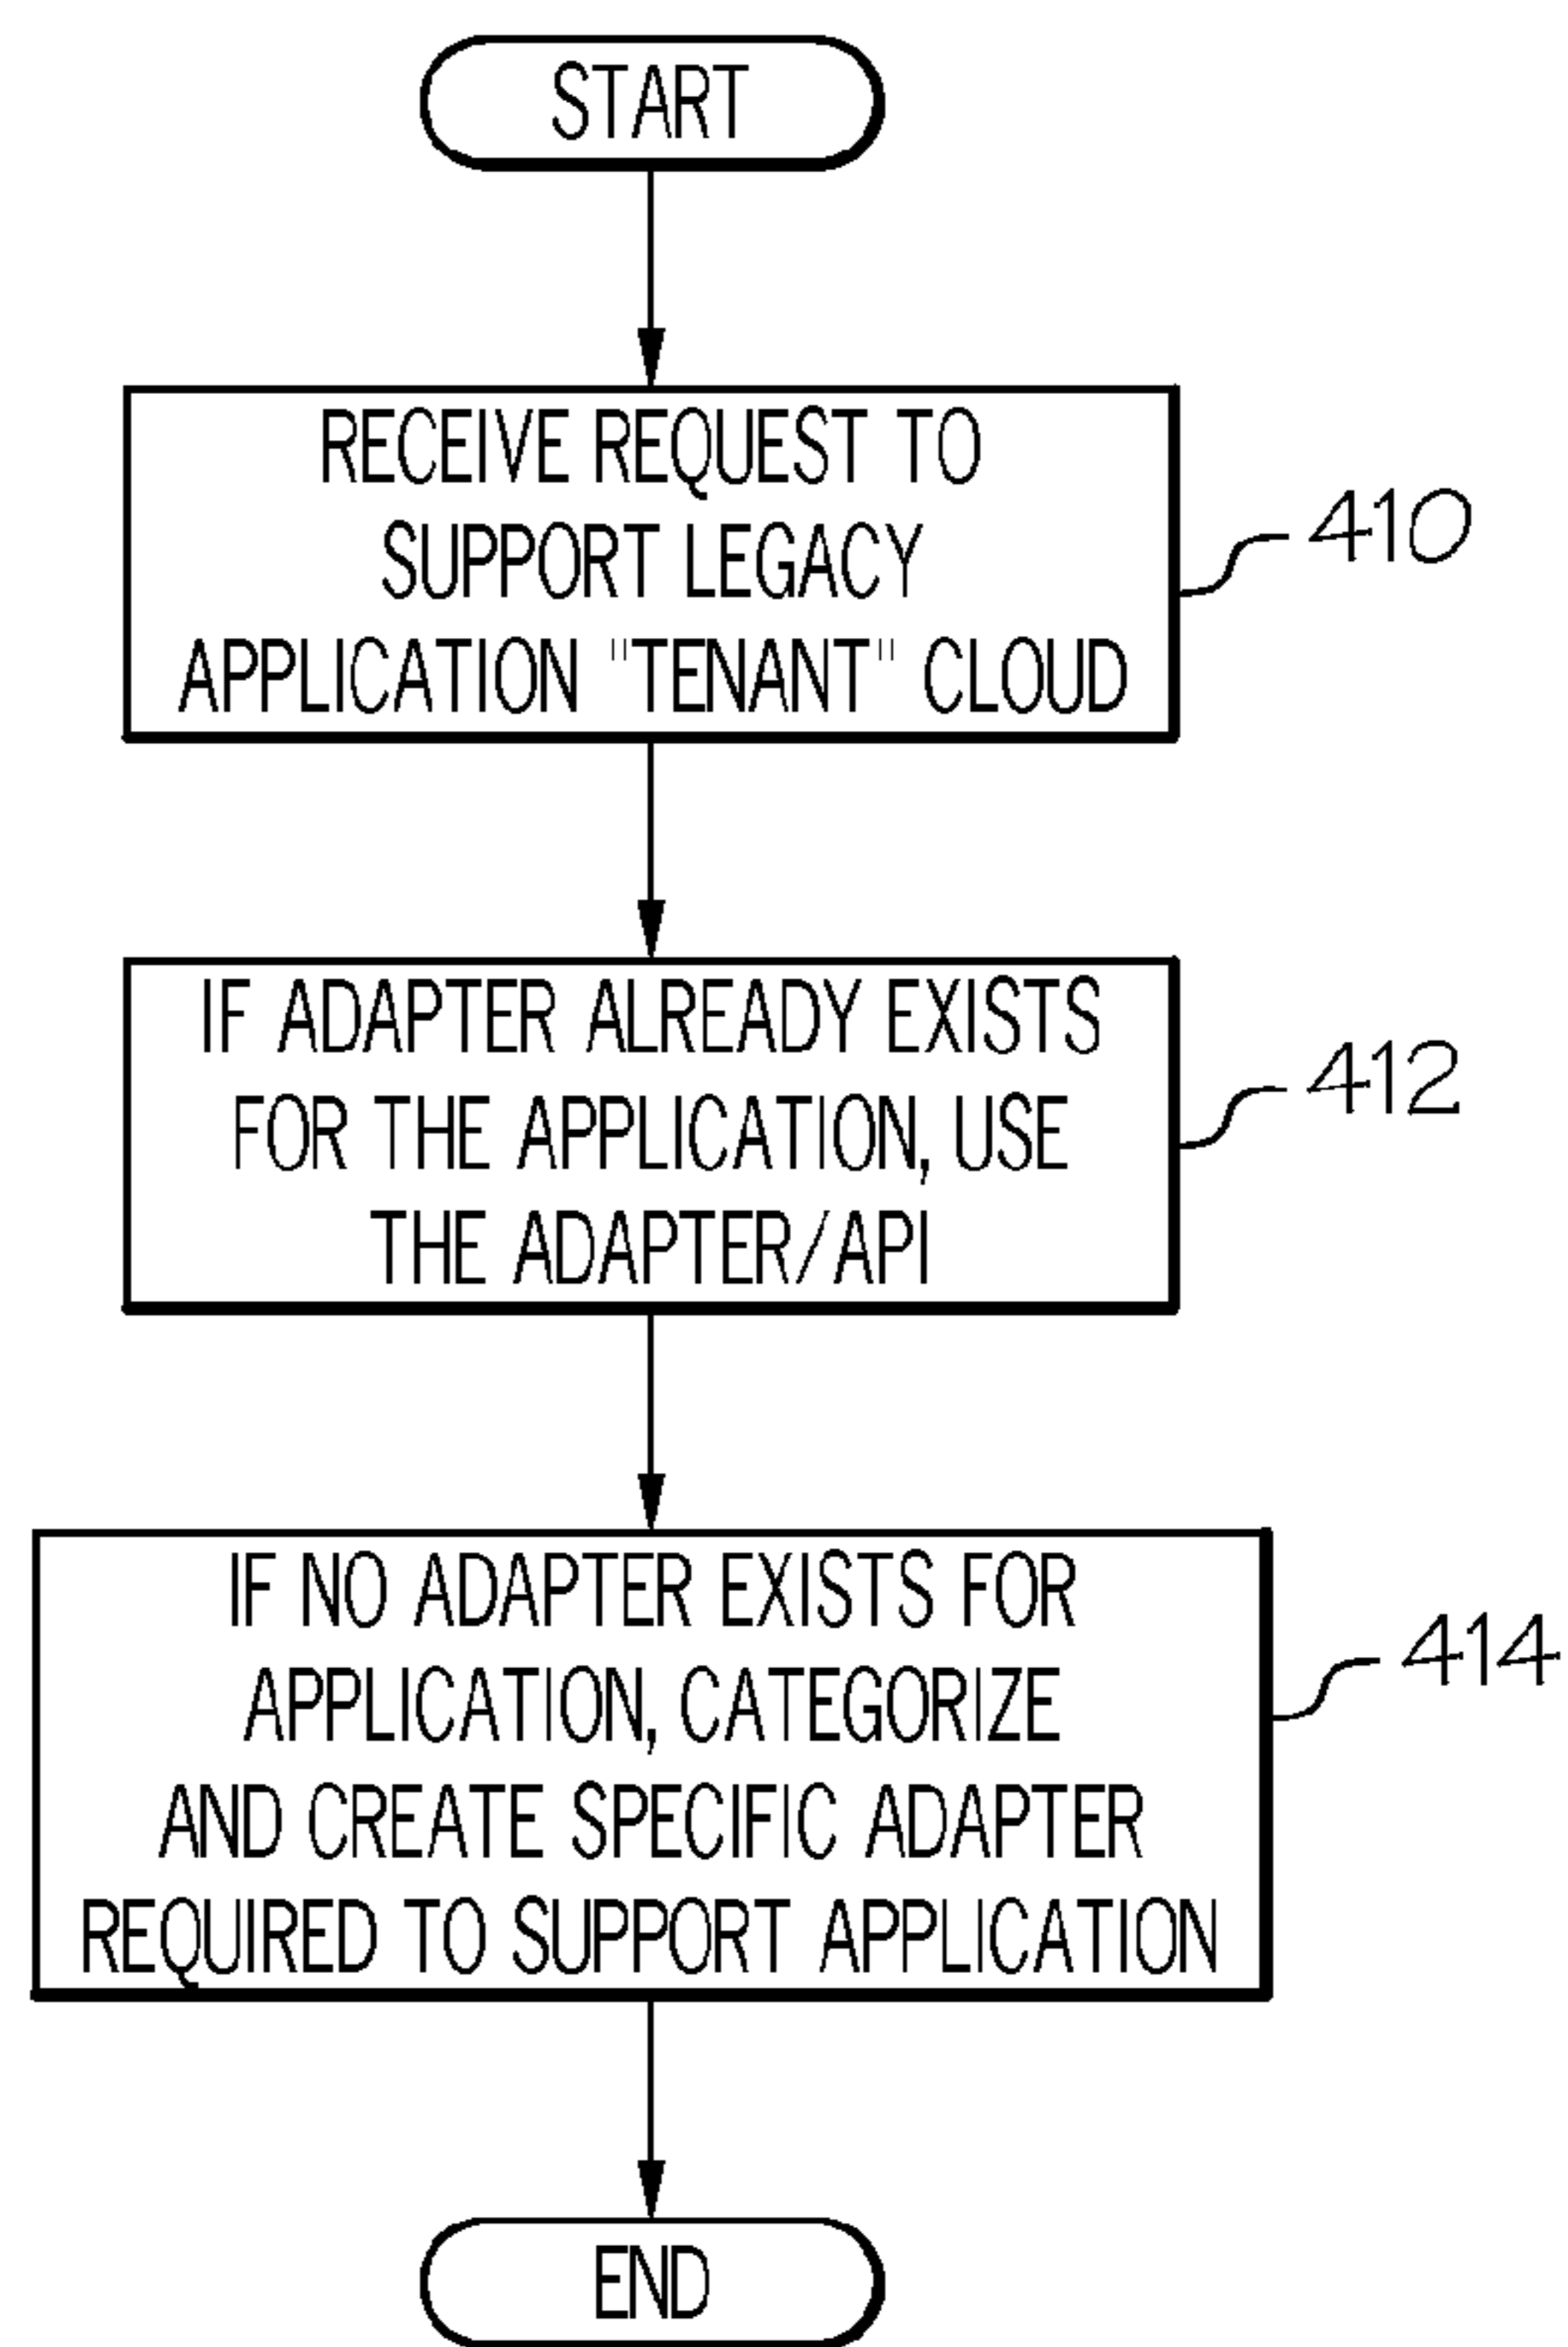 START
RECEIVE REQUEST TO
SUPPORT LEGACY
APPLICATION "TENANT" CLOUD
410
IF ADAPTER ALREADY EXISTS
FOR THE APPLICATION, USE
THE ADAPTER/API
412
IF NO ADAPTER EXISTS FOR
APPLICATION, CATEGORIZE
AND CREATE SPECIFIC ADAPTER
REQUIRED TO SUPPORT APPLICATION
414
END